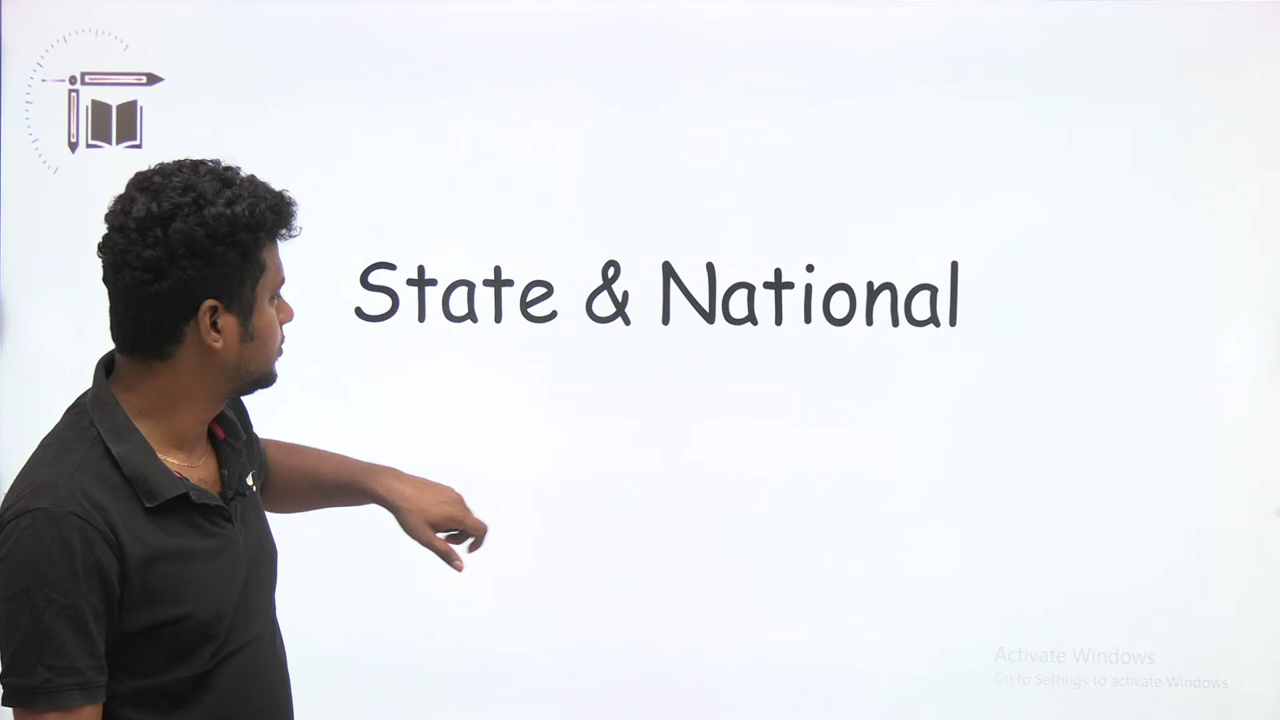 State & National
Activate Windows
Go to Settings to activate Windows.